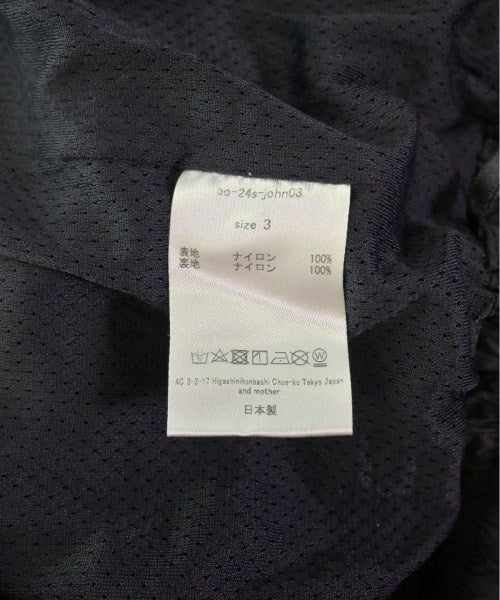 bo-24s-john03
size 3
表地 ナイロン 100%
裏地 ナイロン 100%
4C 3-3-17 Higashinihonbashi Chuo-ku Tokyo Japan
and mother
日本製